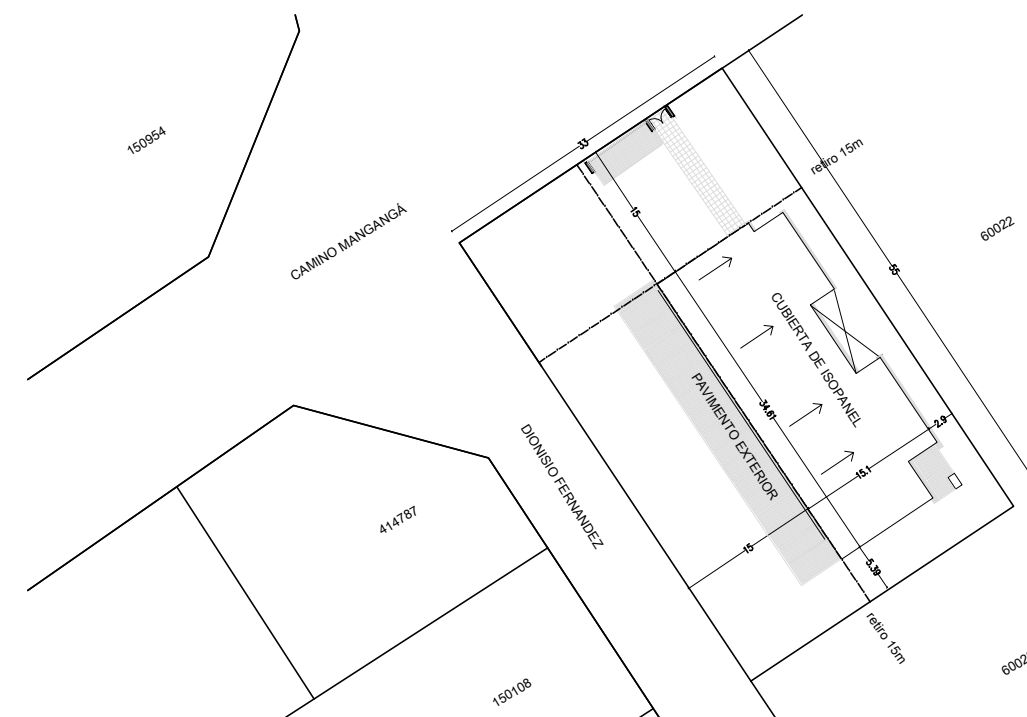 150954
33
retiro 15m
CAMINO MANGANGÁ
15
60022
55
CUBIERTA DE ISOPANEL
PAVIMENTO EXTERIOR
34.61
2.9
DIONISIO FERNANDEZ
15.1
414787
15
5.39
retiro 15m
150108